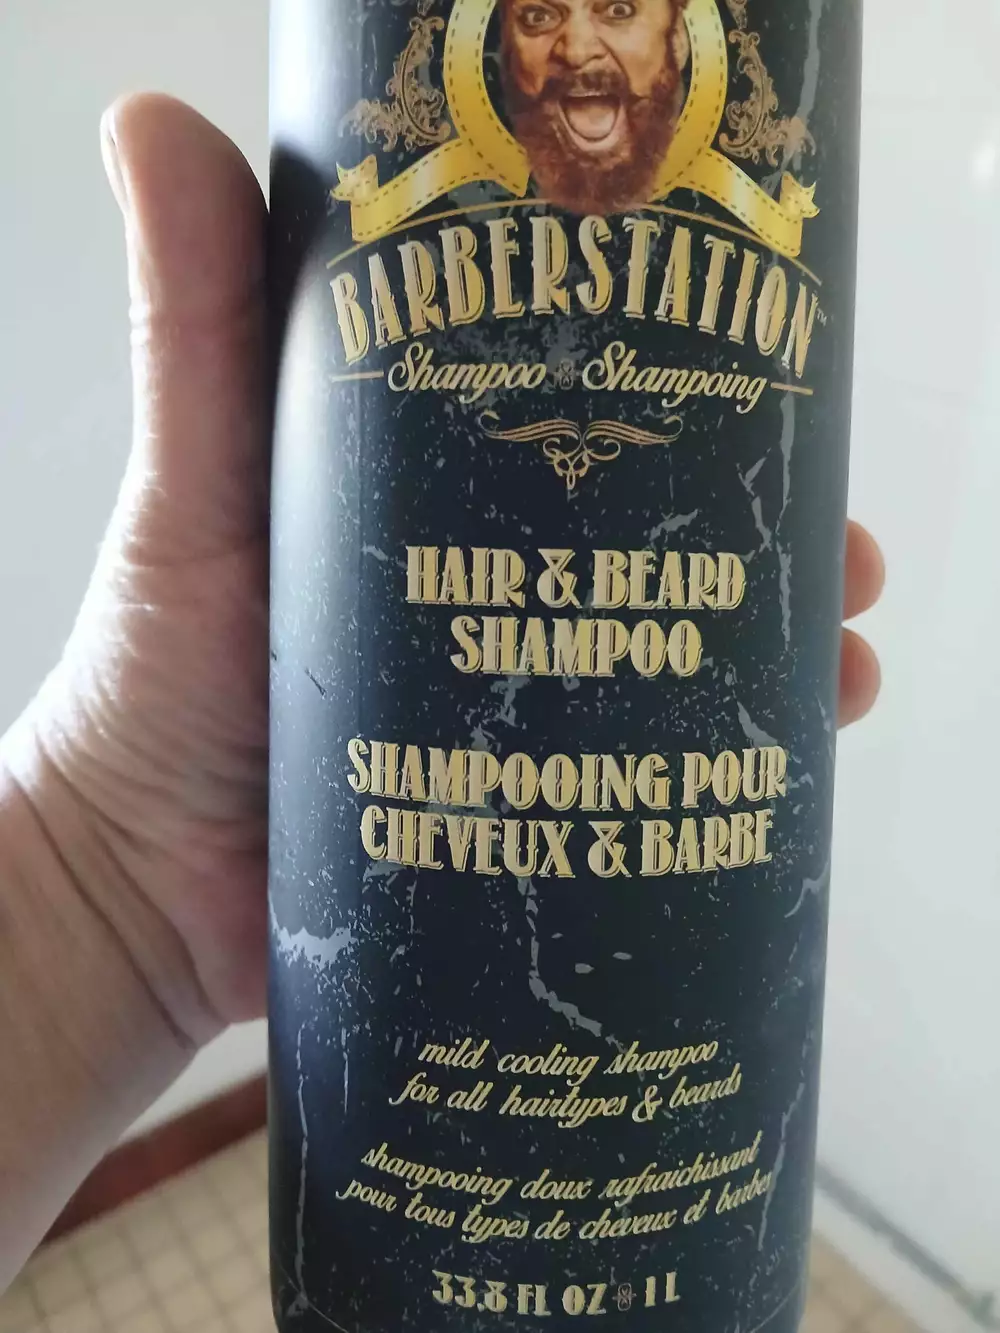 BARBERSTATION™
Shampoo Shampoing
HAIR & BEARD
SHAMPOO
SHAMPOOING POUR
CHEVEUX & BARBE
mild cooling shampoo
for all hairtypes & beards
shampooing doux rafraichissant
pour tous types de cheveux et barbes
33.8 FL OZ 1 L